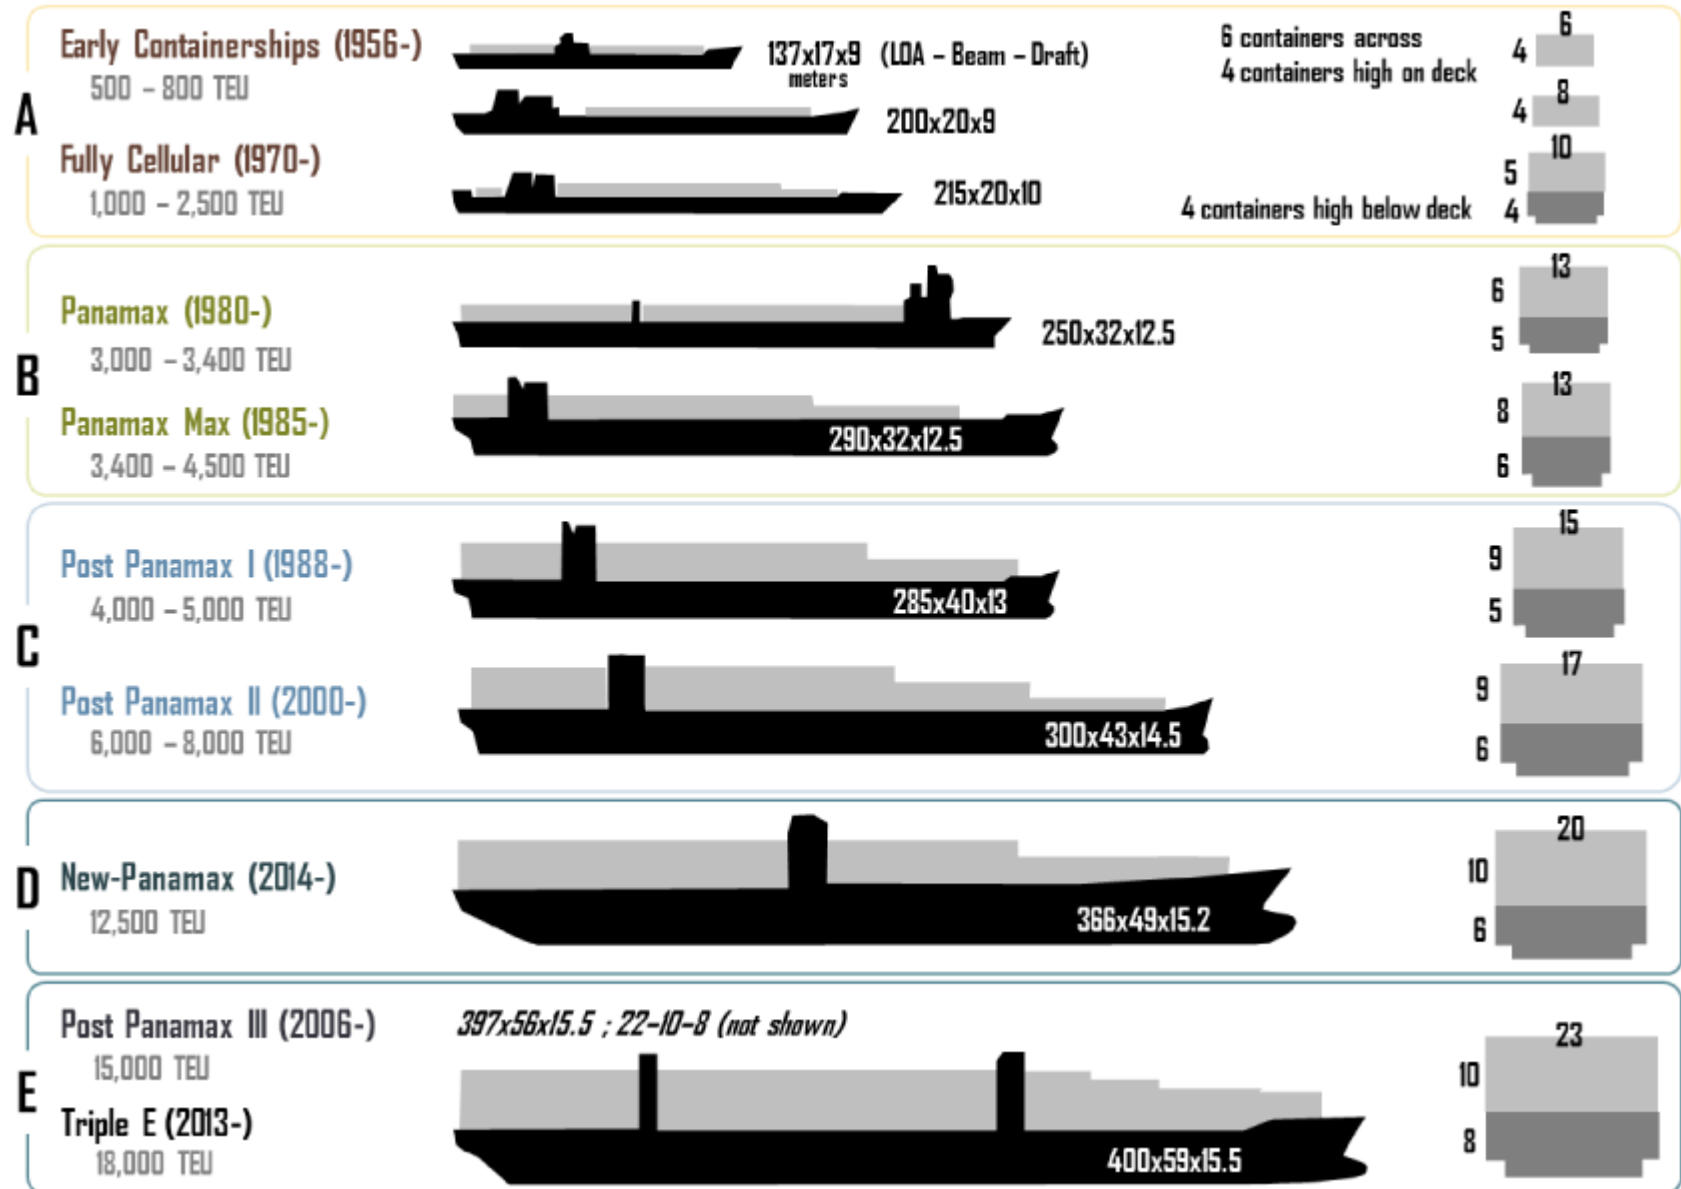 A
Early Containerships (1956-)
500 – 800 TEU
137x17x9 (LOA – Beam – Draft)
meters
6 containers across
4 containers high on deck
6
4
200x20x9
8
4
Fully Cellular (1970-)
1,000 – 2,500 TEU
215x20x10
4 containers high below deck
10
5
4
B
Panamax (1980-)
3,000 – 3,400 TEU
250x32x12.5
13
6
5
Panamax Max (1985-)
3,400 – 4,500 TEU
290x32x12.5
13
8
6
C
Post Panamax I (1988-)
4,000 – 5,000 TEU
285x40x13
15
9
5
Post Panamax II (2000-)
6,000 – 8,000 TEU
300x43x14.5
17
9
6
D
New-Panamax (2014-)
12,500 TEU
366x49x15.2
20
10
6
E
Post Panamax III (2006-)
15,000 TEU
397x56x15.5 ; 22–10–8 (not shown)
Triple E (2013-)
18,000 TEU
400x59x15.5
23
10
8